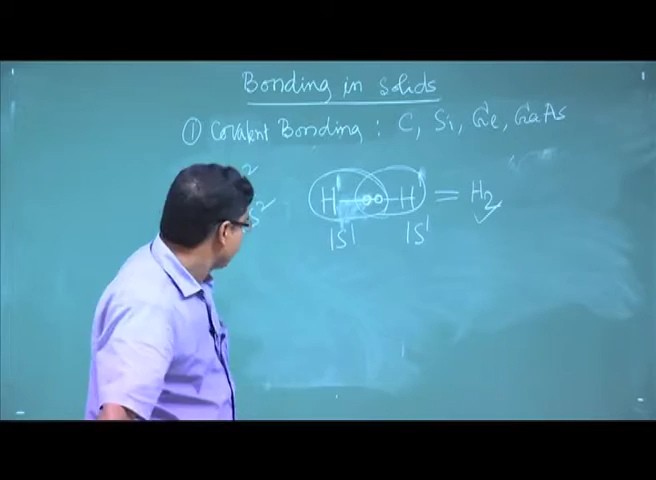 Bonding in solids
① Covalent Bonding : C, Si, Ge, GaAs
H H = H2
1s1 1s1